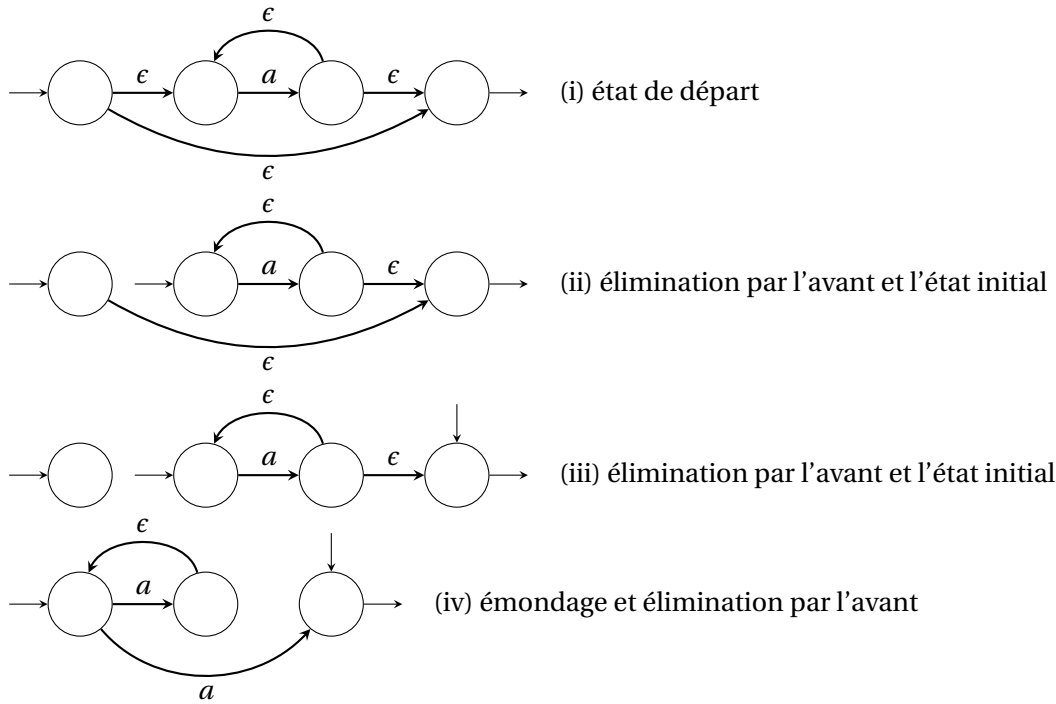 ϵ
ϵ a ϵ (i) état de départ
ϵ
ϵ
a ϵ (ii) élimination par l'avant et l'état initial
ϵ
ϵ
a ϵ (iii) élimination par l'avant et l'état initial
ϵ
a (iv) émondage et élimination par l'avant
a